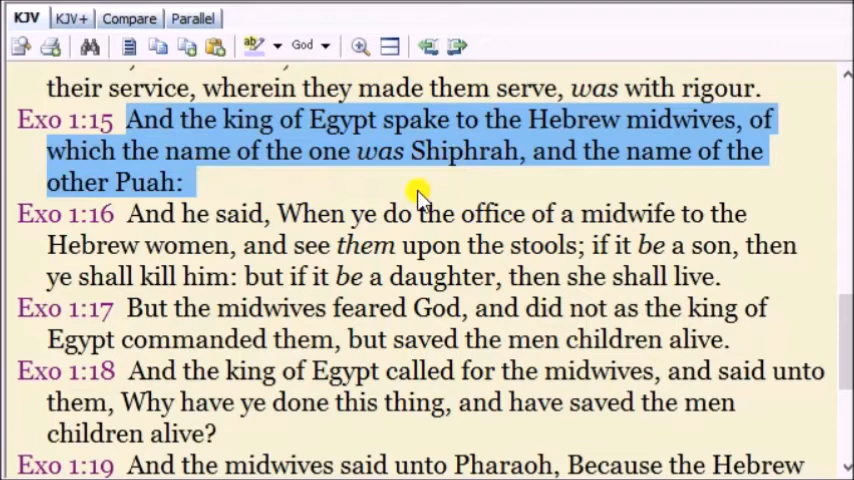 KJV KJV+ Compare Parallel
ab God
their service, wherein they made them serve, was with rigour.
Exo 1:15 And the king of Egypt spake to the Hebrew midwives, of
which the name of the one was Shiphrah, and the name of the
other Puah:
Exo 1:16 And he said, When ye do the office of a midwife to the
Hebrew women, and see them upon the stools; if it be a son, then
ye shall kill him: but if it be a daughter, then she shall live.
Exo 1:17 But the midwives feared God, and did not as the king of
Egypt commanded them, but saved the men children alive.
Exo 1:18 And the king of Egypt called for the midwives, and said unto
them, Why have ye done this thing, and have saved the men
children alive?
Exo 1:19 And the midwives said unto Pharaoh, Because the Hebrew